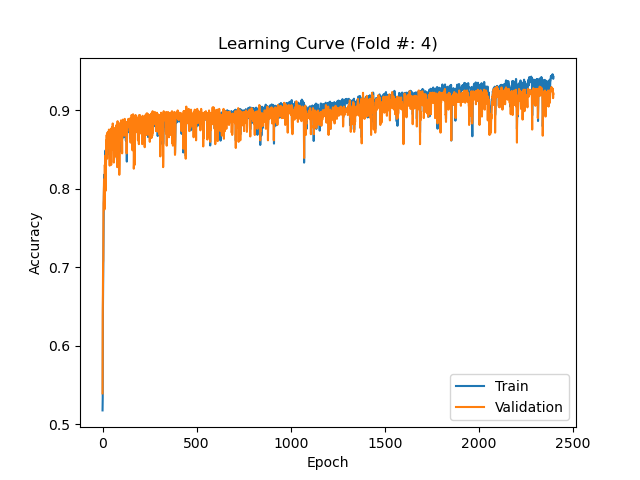 Learning Curve (Fold #: 4)
Accuracy
0.9
0.8
0.7
0.6
0.5
0
500
1000
1500
2000
2500
Epoch
Train
Validation